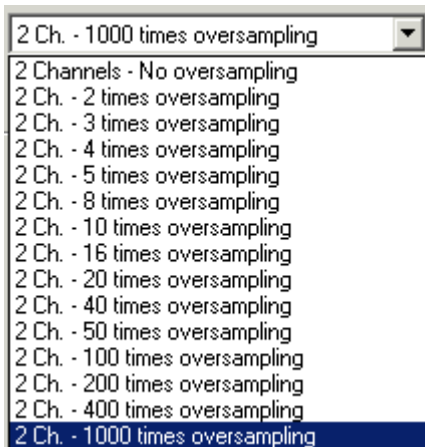 2 Ch. - 1000 times oversampling
2 Channels - No oversampling
2 Ch. - 2 times oversampling
2 Ch. - 3 times oversampling
2 Ch. - 4 times oversampling
2 Ch. - 5 times oversampling
2 Ch. - 8 times oversampling
2 Ch. - 10 times oversampling
2 Ch. - 16 times oversampling
2 Ch. - 20 times oversampling
2 Ch. - 40 times oversampling
2 Ch. - 50 times oversampling
2 Ch. - 100 times oversampling
2 Ch. - 200 times oversampling
2 Ch. - 400 times oversampling
2 Ch. - 1000 times oversampling